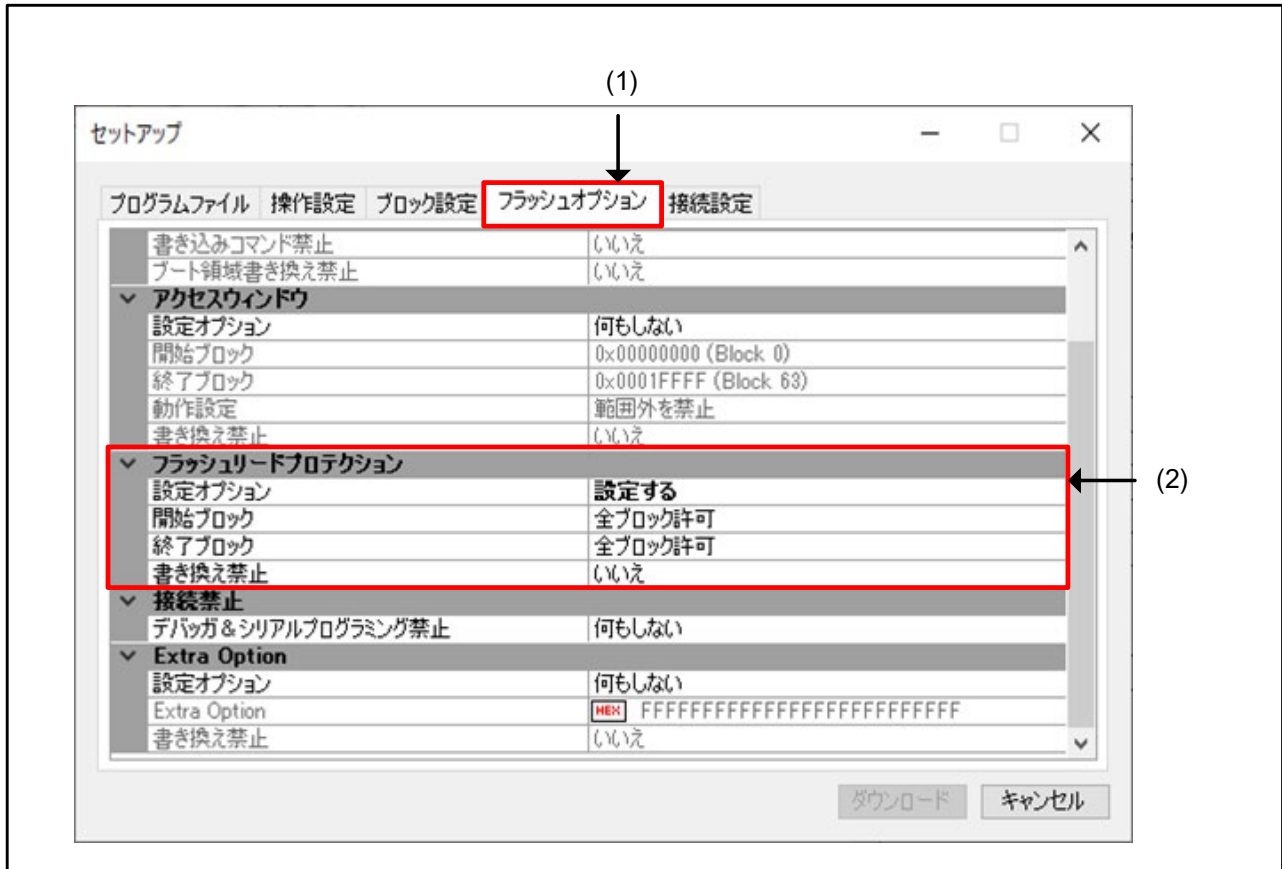 (1)
セットアップ
プログラムファイル 操作設定 ブロック設定 フラッシュオプション 接続設定
書き込みコマンド禁止 いいえ
ブート領域書き換え禁止 いいえ
アクセスウィンドウ
設定オプション 何もしない
開始ブロック 0x00000000 (Block 0)
終了ブロック 0x0001FFFF (Block 63)
動作設定 範囲外を禁止
書き換え禁止 いいえ
フラッシュリードプロテクション
設定オプション 設定する
(2)
開始ブロック 全ブロック許可
終了ブロック 全ブロック許可
書き換え禁止 いいえ
接続禁止
デバッガ&シリアルプログラミング禁止 何もしない
Extra Option
設定オプション 何もしない
Extra Option HEX FFFFFFFFFFFFFFFFFFFFFFFFFF
書き換え禁止 いいえ
ダウンロード キャンセル